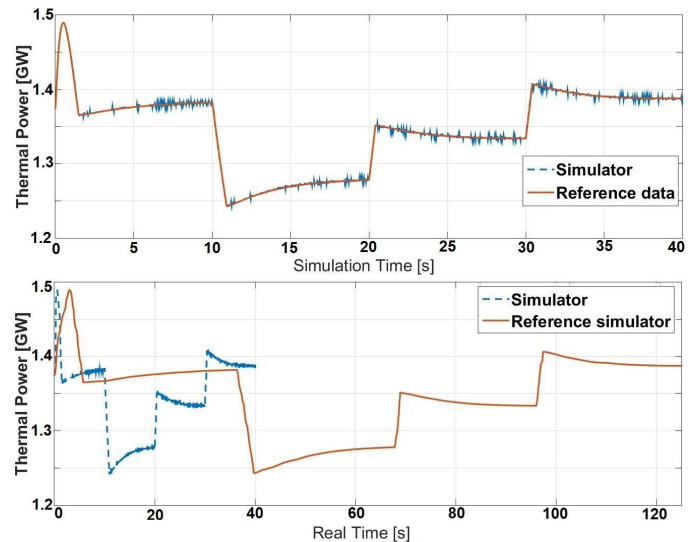 1.5
1.4
1.3
1.2
Thermal Power [GW]
0 5 10 15 20 25 30 35 40
Simulation Time [s]
Simulator
Reference data
1.5
1.4
1.3
1.2
Thermal Power [GW]
0 20 40 60 80 100 120
Real Time [s]
Simulator
Reference simulator